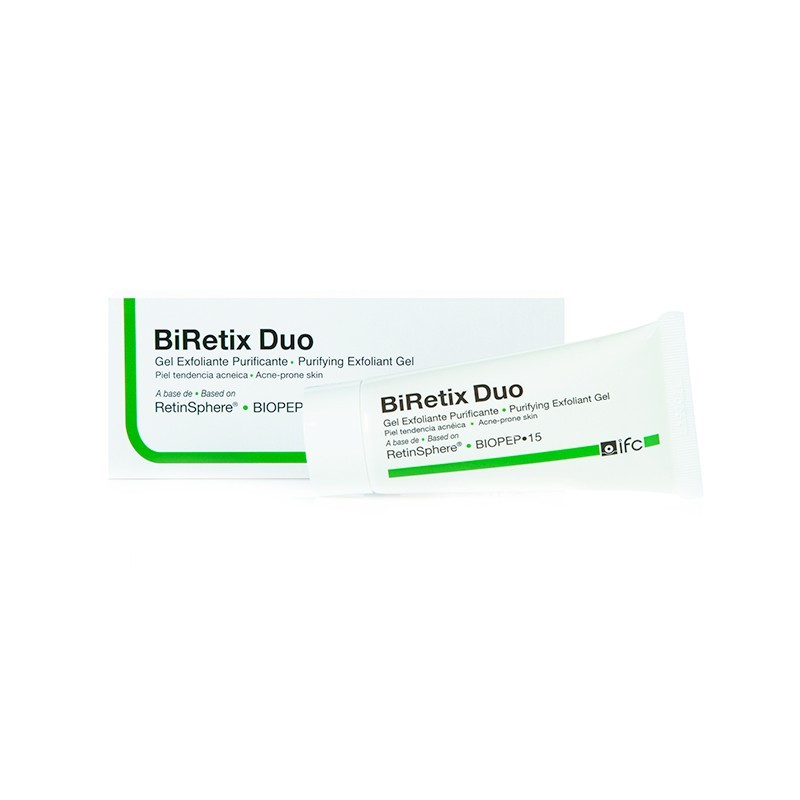 BiRetix Duo
Gel Exfoliante Purificante • Purifying Exfoliant Gel
Piel tendencia acneica • Acne-prone skin
A base de • Based on
RetinSphere® • BIOPEP
BiRetix Duo
Gel Exfoliante Purificante • Purifying Exfoliant Gel
Piel tendencia acnéica • Acne-prone skin
A base de • Based on
RetinSphere® • BIOPEP•15
ifc